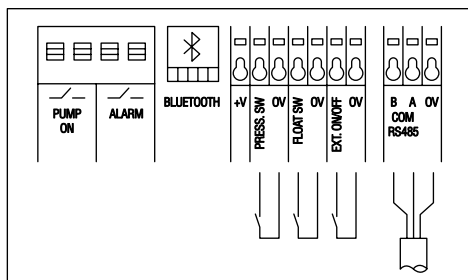 PUMP
ON
ALARM
BLUETOOTH
+V
PRESS. SW
0V
FLOAT SW
0V
EXT. ON/OFF
0V
B A 0V
COM
RS485